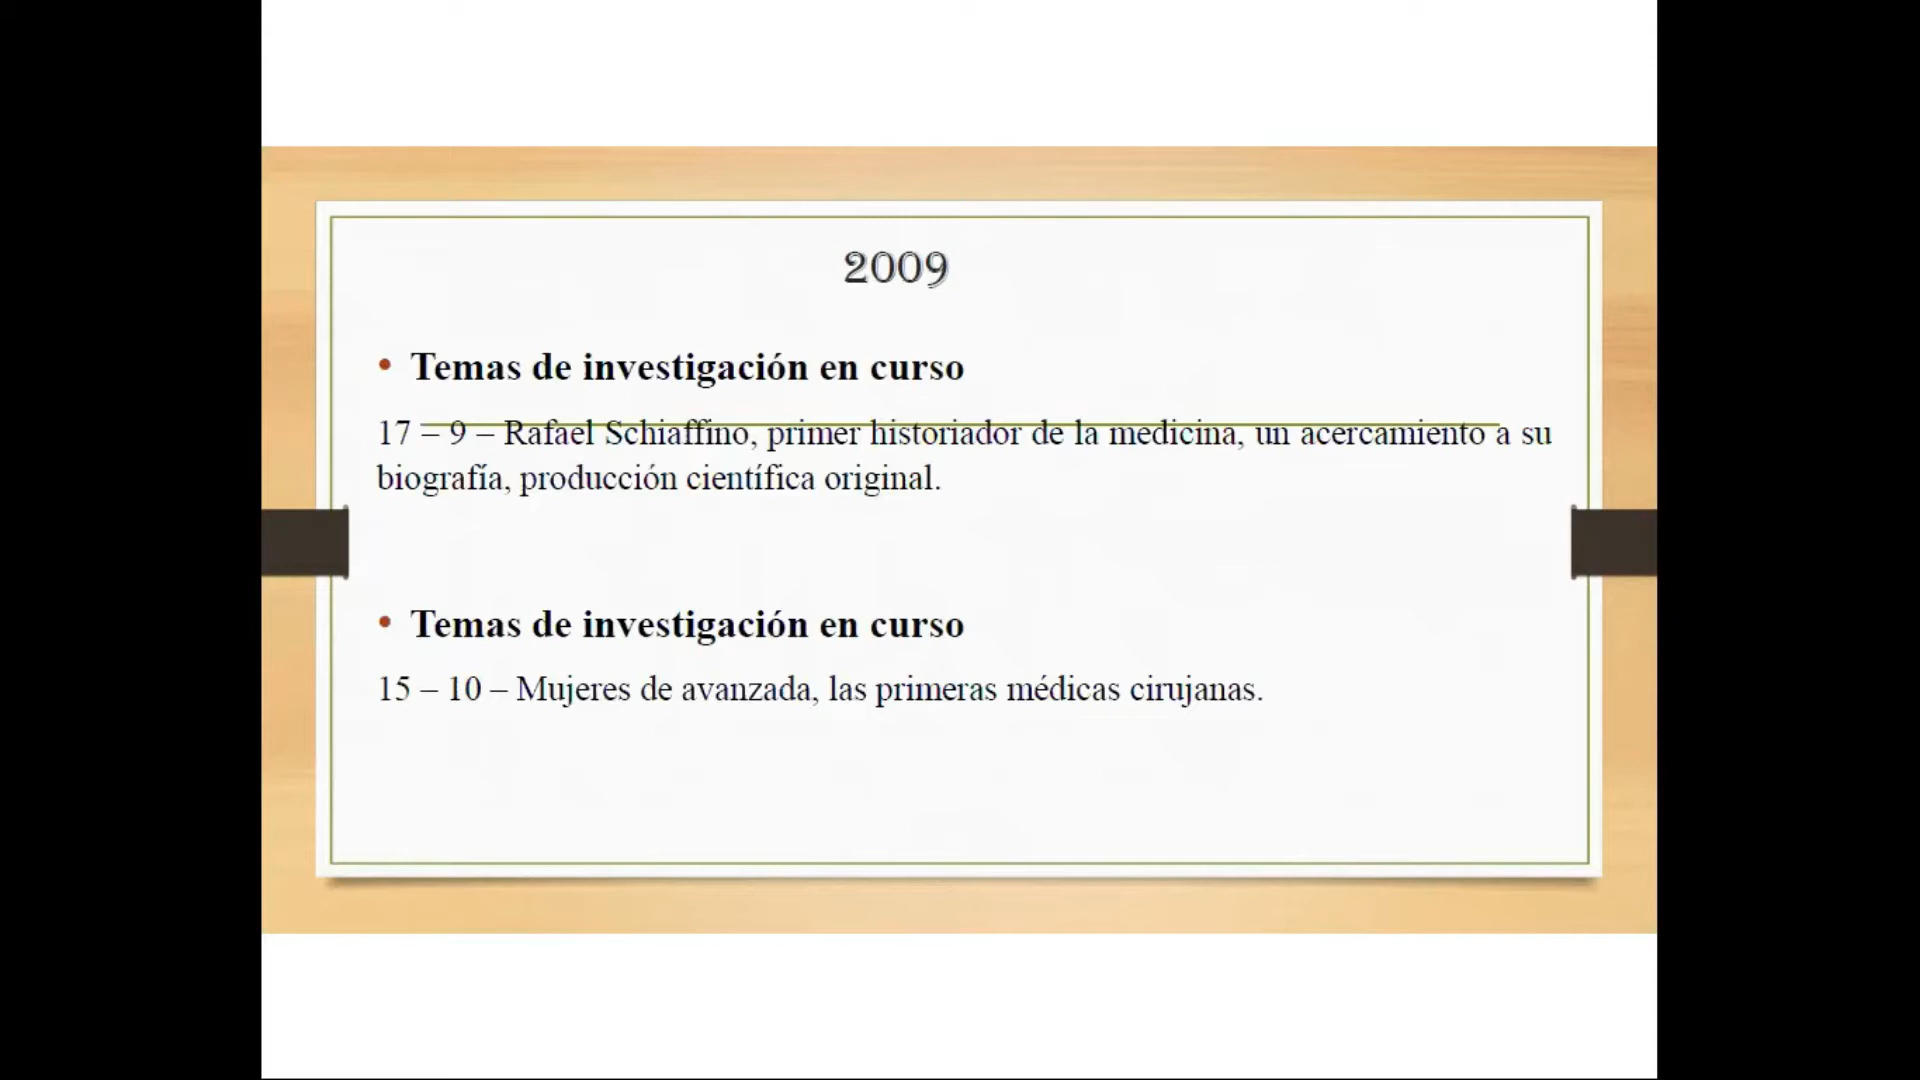 2009
• Temas de investigación en curso
17 – 9 – Rafael Schiaffino, primer historiador de la medicina, un acercamiento a su
biografía, producción científica original.
• Temas de investigación en curso
15 – 10 – Mujeres de avanzada, las primeras médicas cirujanas.